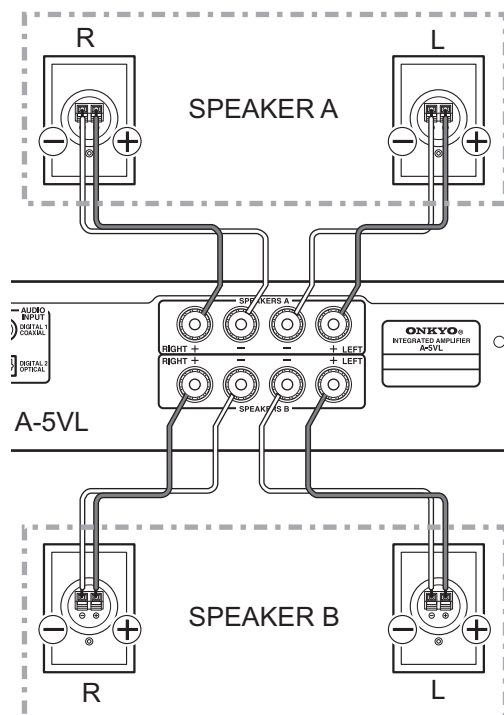 R
L
SPEAKER A
SPEAKERS A
AUDIO
INPUT
DIGITAL 1
COAXIAL
DIGITAL 2
OPTICAL
RIGHT + − − + LEFT
RIGHT + − − + LEFT
SPEAKERS B
ONKYO®
INTEGRATED AMPLIFIER
A-5VL
A-5VL
SPEAKER B
R
L